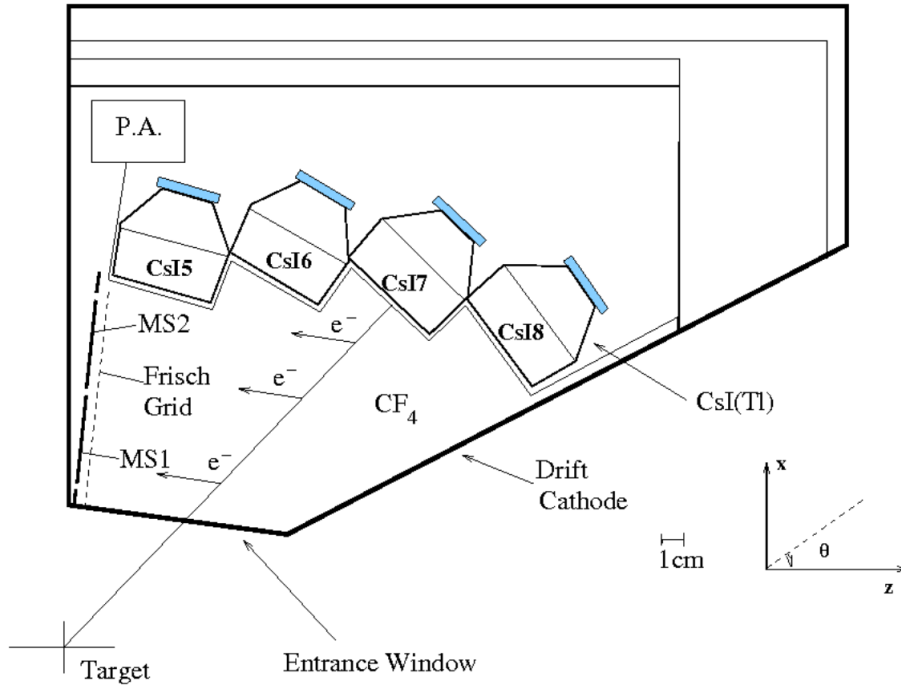 P.A.
CsI5
CsI6
CsI7
CsI8
MS2
Frisch
Grid
MS1
e⁻
e⁻
e⁻
CF₄
CsI(Tl)
Drift
Cathode
x
θ
z
1cm
Entrance Window
Target